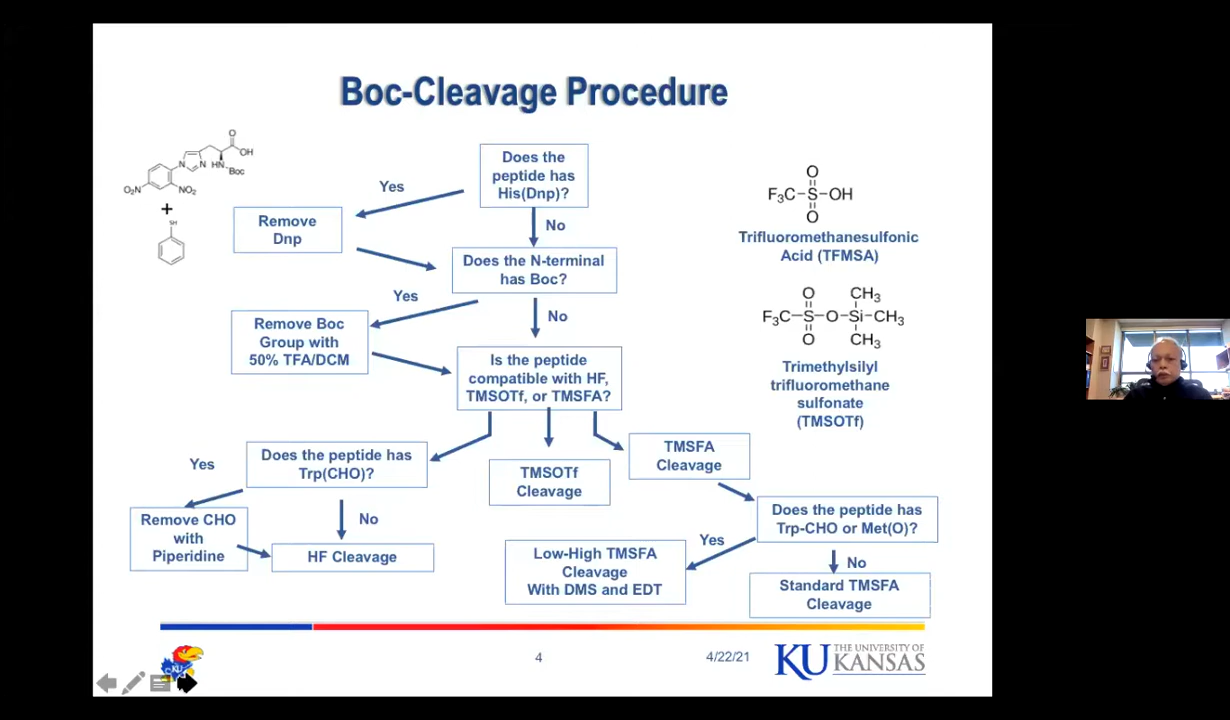 Boc-Cleavage Procedure
O
OH
N
N
HN
Boc
O₂N
NO₂
+
SH
Does the
peptide has
His(Dnp)?
Yes
No
Remove
Dnp
Does the N-terminal
has Boc?
Yes
No
Remove Boc
Group with
50% TFA/DCM
Is the peptide
compatible with HF,
TMSOTf, or TMSFA?
Does the peptide has
Trp(CHO)?
Yes
No
Remove CHO
with
Piperidine
HF Cleavage
TMSOTf
Cleavage
TMSFA
Cleavage
Does the peptide has
Trp-CHO or Met(O)?
Yes
No
Low-High TMSFA
Cleavage
With DMS and EDT
Standard TMSFA
Cleavage
O
F₃C-S-OH
O
Trifluoromethanesulfonic
Acid (TFMSA)
O CH₃
F₃C-S-O-Si-CH₃
O CH₃
Trimethylsilyl
trifluoromethane
sulfonate
(TMSOTf)
KU
4
4/22/21
KU THE UNIVERSITY OF
KANSAS